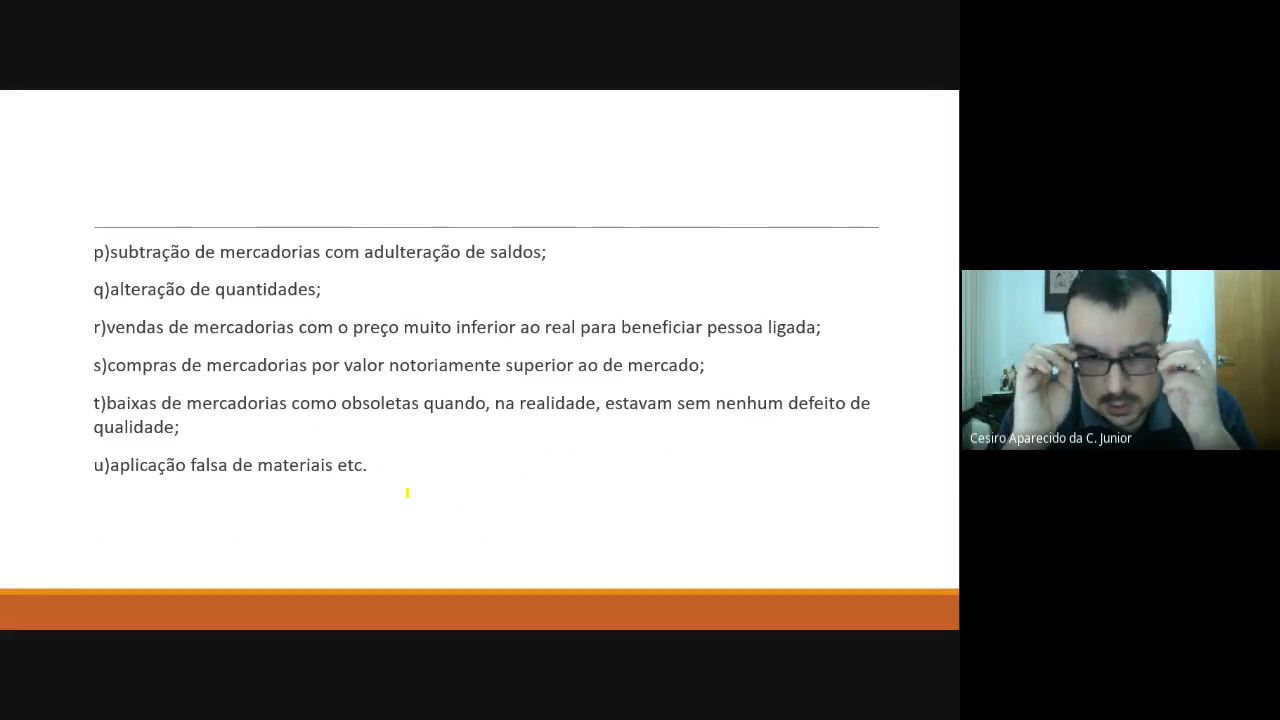 p)subtração de mercadorias com adulteração de saldos;
q)alteração de quantidades;
r)vendas de mercadorias com o preço muito inferior ao real para beneficiar pessoa ligada;
s)compras de mercadorias por valor notoriamente superior ao de mercado;
t)baixas de mercadorias como obsoletas quando, na realidade, estavam sem nenhum defeito de
qualidade;
u)aplicação falsa de materiais etc.
Cesiro Aparecido da C. Junior